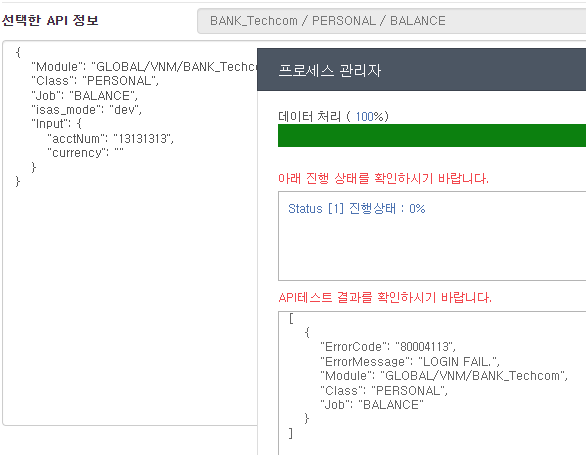 선택한 API 정보
BANK_Techcom / PERSONAL / BALANCE
{
"Module": "GLOBAL/VNM/BANK_Techco
"Class": "PERSONAL",
"Job": "BALANCE",
"isas_mode": "dev",
"Input": {
"acctNum": "13131313",
"currency": ""
}
}
프로세스 관리자
데이터 처리 ( 100%)
아래 진행 상태를 확인하시기 바랍니다.
Status [1] 진행상태 : 0%
API테스트 결과를 확인하시기 바랍니다.
[
{
"ErrorCode": "80004113",
"ErrorMessage": "LOGIN FAIL.",
"Module": "GLOBAL/VNM/BANK_Techcom",
"Class": "PERSONAL",
"Job": "BALANCE"
}
]